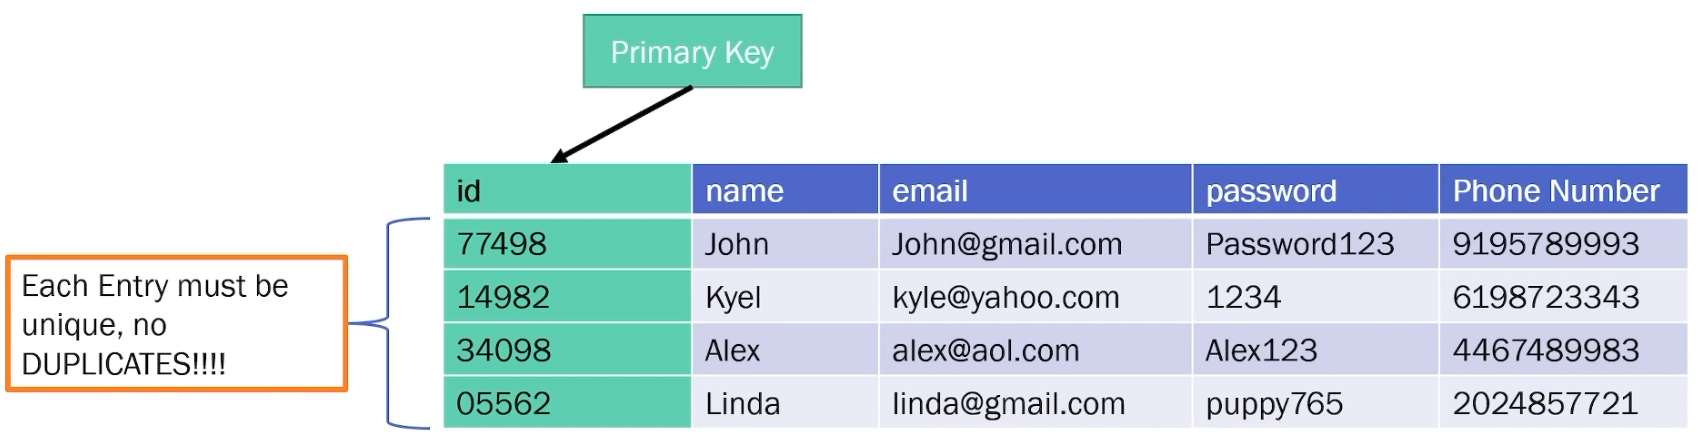 Primary Key
id name email password Phone Number
77498 John John@gmail.com Password123 9195789993
14982 Kyel kyle@yahoo.com 1234 6198723343
34098 Alex alex@aol.com Alex123 4467489983
05562 Linda linda@gmail.com puppy765 2024857721
Each Entry must be
unique, no
DUPLICATES!!!!